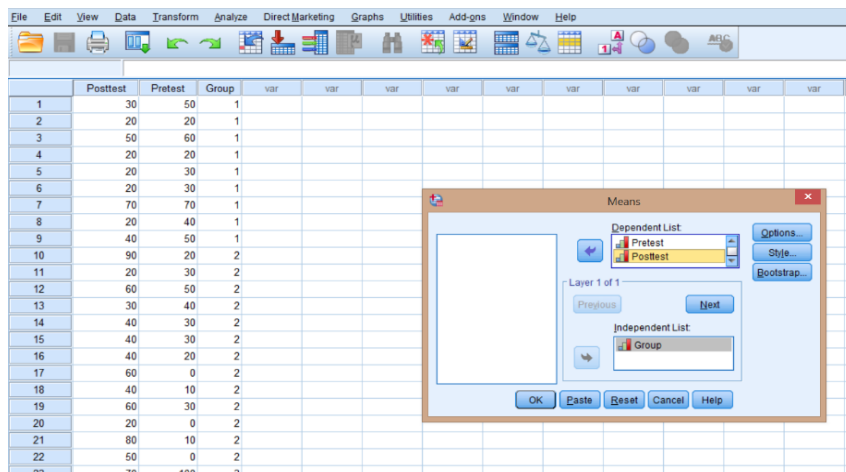 File Edit View Data Transform Analyze Direct Marketing Graphs Utilities Add-ons Window Help
A
1
ABC
Posttest Pretest Group var var var var var var var var var var
1 30 50 1
2 20 20 1
3 50 60 1
4 20 20 1
5 20 30 1
6 20 30 1
7 70 70 1
8 20 40 1
9 40 50 1
10 90 20 2
11 20 30 2
12 60 50 2
13 30 40 2
14 40 30 2
15 40 30 2
16 40 20 2
17 60 0 2
18 40 10 2
19 60 30 2
20 20 0 2
21 80 10 2
22 50 0 2
Means
Dependent List:
Pretest
Posttest
Options...
Style...
Bootstrap...
Layer 1 of 1
Previous Next
Independent List:
Group
OK Paste Reset Cancel Help